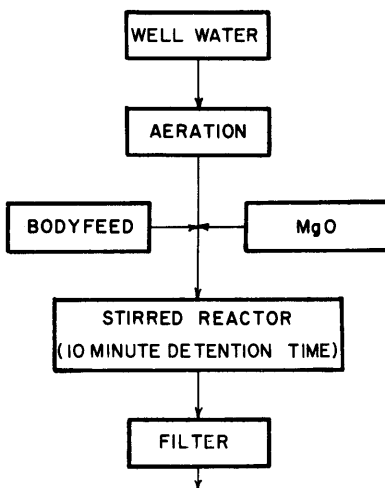 WELL WATER
AERATION
BODYFEED
MgO
STIRRED REACTOR
(10 MINUTE DETENTION TIME)
FILTER